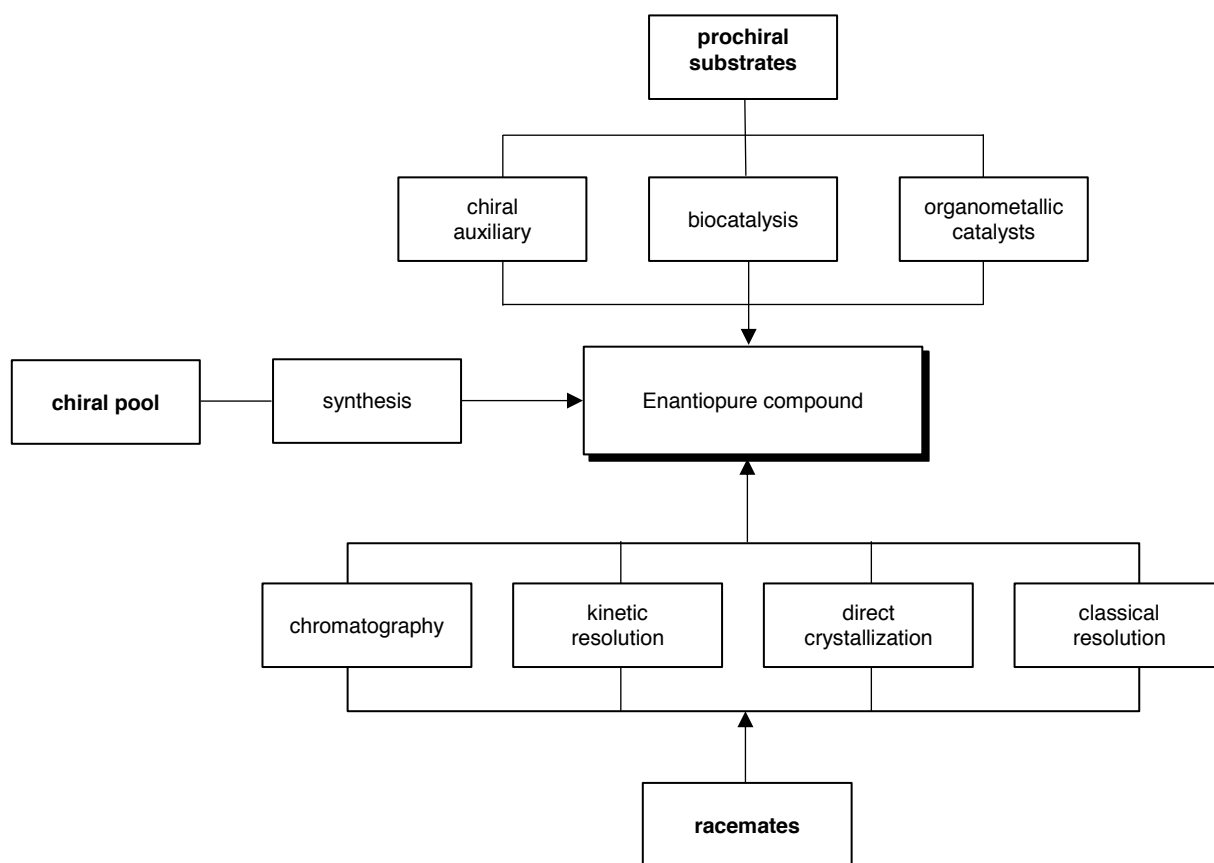 prochiral
substrates
chiral
auxiliary
biocatalysis
organometallic
catalysts
chiral pool
synthesis
Enantiopure compound
chromatography
kinetic
resolution
direct
crystallization
classical
resolution
racemates